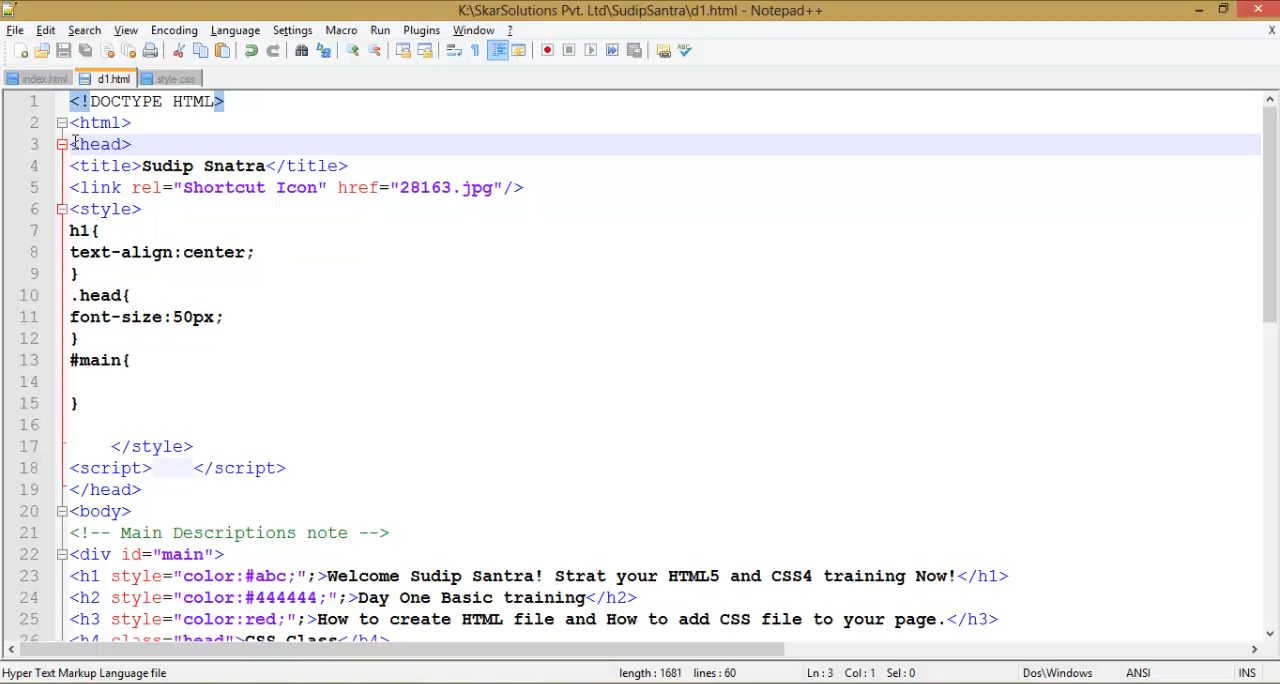 K:\SkarSolutions Pvt. Ltd\SudipSantra\d1.html - Notepad++
File Edit Search View Encoding Language Settings Macro Run Plugins Window ? X
index.html d1.html style.css
1 <!DOCTYPE HTML>
2 <html>
3 <head>
4 <title>Sudip Snatra</title>
5 <link rel="Shortcut Icon" href="28163.jpg"/>
6 <style>
7 h1{
8 text-align:center;
9 }
10 .head{
11 font-size:50px;
12 }
13 #main{
14
15 }
16
17 </style>
18 <script> </script>
19 </head>
20 <body>
21 <!-- Main Descriptions note -->
22 <div id="main">
23 <h1 style="color:#abc;";>Welcome Sudip Santra! Strat your HTML5 and CSS4 training Now!</h1>
24 <h2 style="color:#444444;";>Day One Basic training</h2>
25 <h3 style="color:red;";>How to create HTML file and How to add CSS file to your page.</h3>
26 <h4 class="head">CSS Class</h4>
Hyper Text Markup Language file length : 1681 lines : 60 Ln : 3 Col : 1 Sel : 0 Dos\Windows ANSI INS